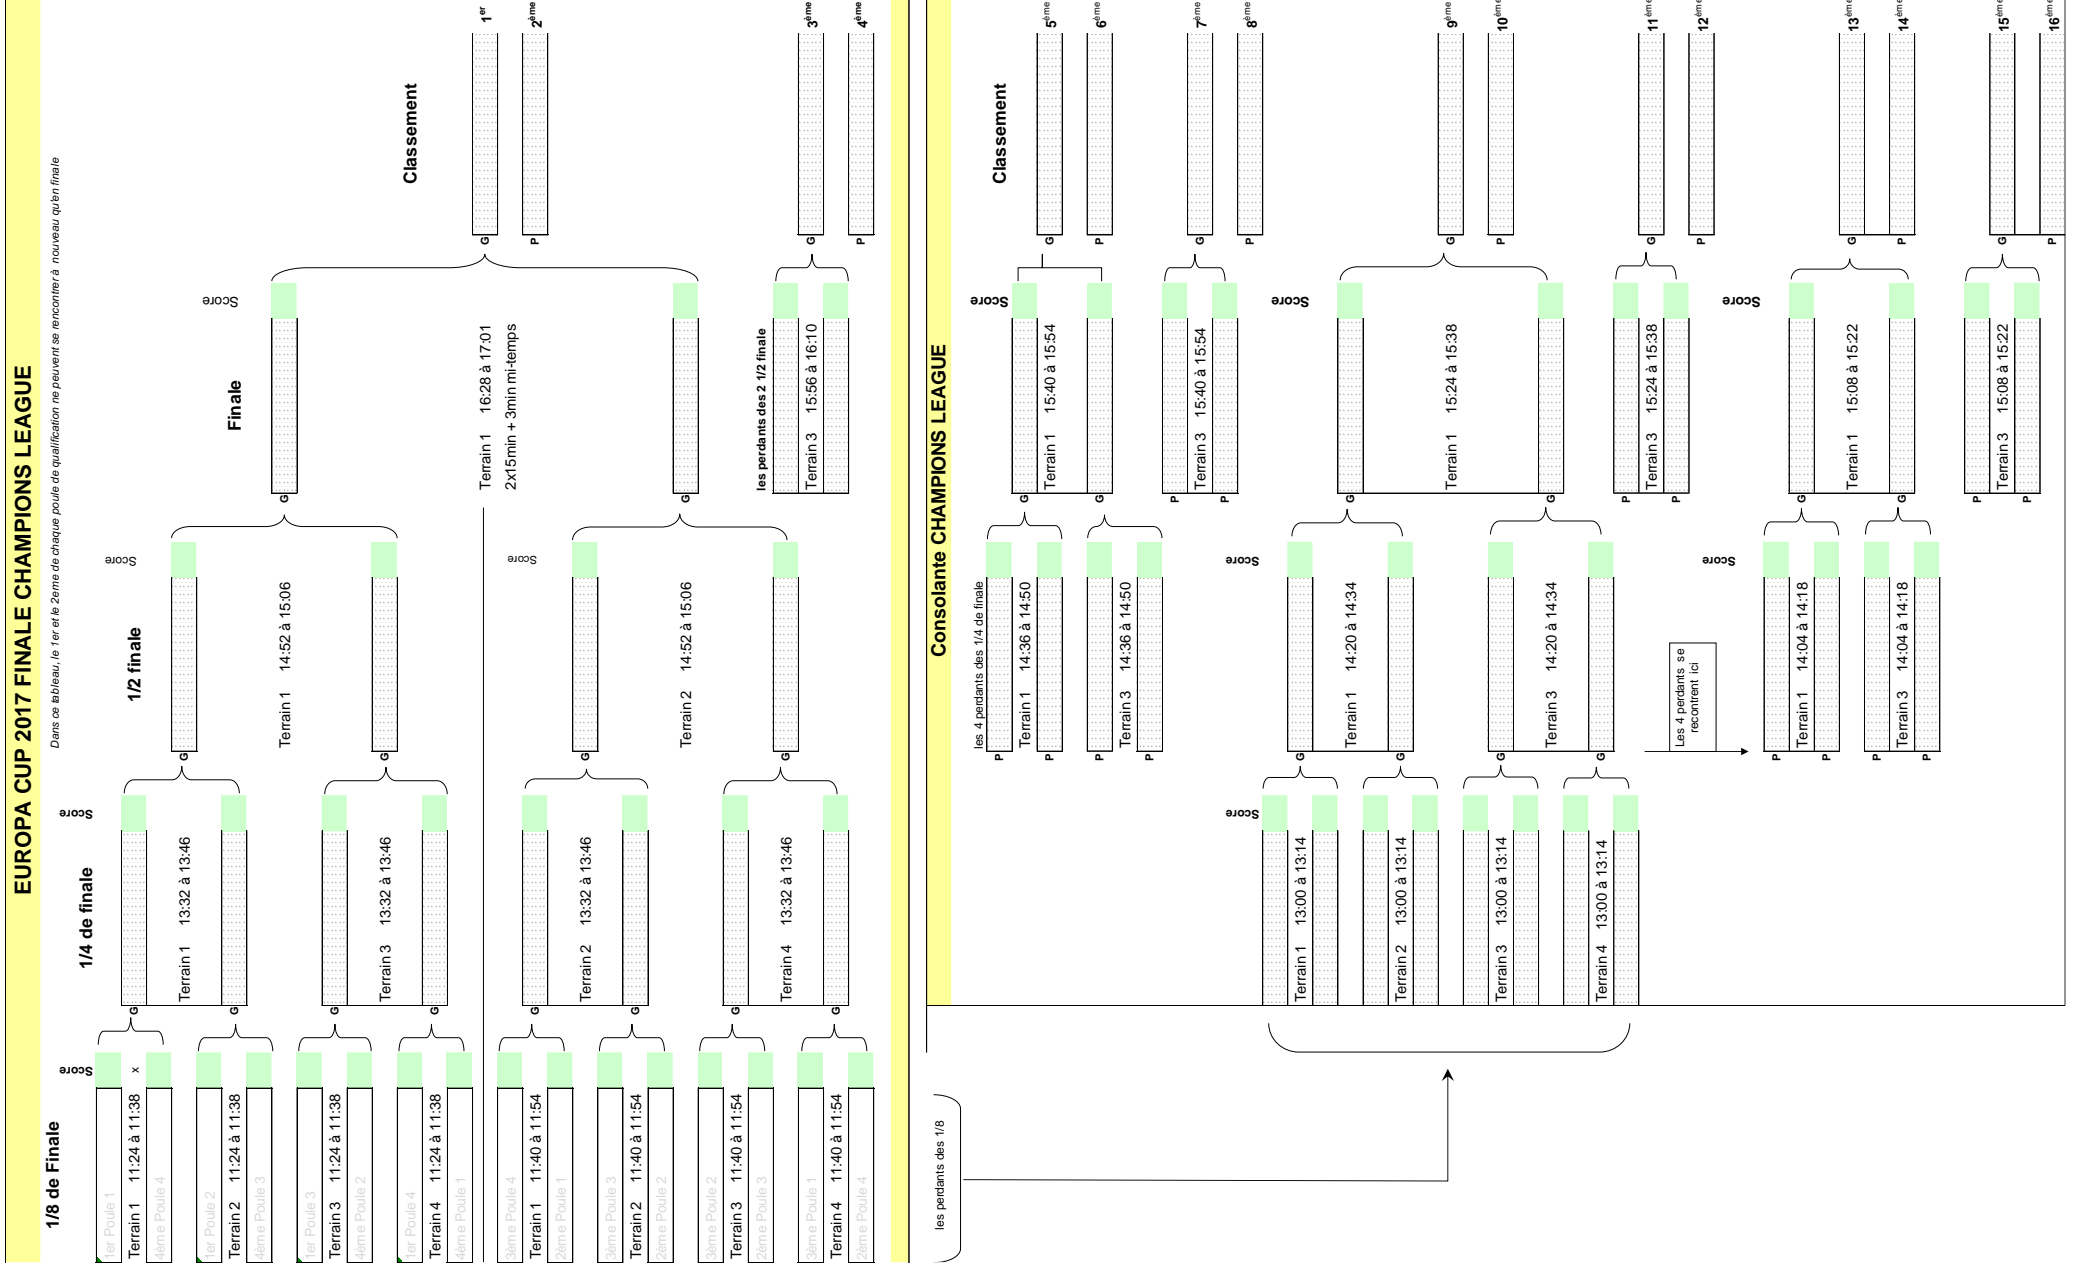 EUROPA CUP 2017 FINALE CHAMPIONS LEAGUE
Dans ce tableau, le 1er et le 2eme de chaque poule de qualification ne peuvent se rencontrer à nouveau qu'en finale
1/8 de Finale
Score
1er Poule 1
Terrain 1 11:24 à 11:38 x
4ème Poule 4
1er Poule 2
Terrain 2 11:24 à 11:38
4ème Poule 3
1er Poule 3
Terrain 3 11:24 à 11:38
4ème Poule 2
1er Poule 4
Terrain 4 11:24 à 11:38
4ème Poule 1
3ème Poule 4
Terrain 1 11:40 à 11:54
2ème Poule 1
3ème Poule 3
Terrain 2 11:40 à 11:54
2ème Poule 2
3ème Poule 2
Terrain 3 11:40 à 11:54
2ème Poule 3
3ème Poule 1
Terrain 4 11:40 à 11:54
2ème Poule 4
1/4 de finale
Score
G
Terrain 1 13:32 à 13:46
G
G
Terrain 3 13:32 à 13:46
G
G
Terrain 2 13:32 à 13:46
G
G
Terrain 4 13:32 à 13:46
G
1/2 finale
Score
G
Terrain 1 14:52 à 15:06
G
Score
G
Terrain 2 14:52 à 15:06
G
Finale
Score
G
Terrain 1 16:28 à 17:01
2x15min + 3min mi-temps
G
les perdants des 2 1/2 finale
Terrain 3 15:56 à 16:10
Classement
G 1er
P 2ème
G 3ème
P 4ème
Consolante CHAMPIONS LEAGUE
les perdants des 1/8
Score
Terrain 1 13:00 à 13:14
Terrain 2 13:00 à 13:14
Terrain 3 13:00 à 13:14
Terrain 4 13:00 à 13:14
les 4 perdants des 1/4 de finale
P
Terrain 1 14:36 à 14:50
P
P
Terrain 3 14:36 à 14:50
P
Score
G
Terrain 1 14:20 à 14:34
G
G
Terrain 3 14:20 à 14:34
G
Les 4 perdants se
recontrent ici
Score
P
Terrain 1 14:04 à 14:18
P
P
Terrain 3 14:04 à 14:18
P
Score
G
Terrain 1 15:40 à 15:54
G
P
Terrain 3 15:40 à 15:54
P
Score
G
Terrain 1 15:24 à 15:38
G
P
Terrain 3 15:24 à 15:38
P
Score
G
Terrain 1 15:08 à 15:22
G
P
Terrain 3 15:08 à 15:22
P
Classement
G 5ème
P 6ème
G 7ème
P 8ème
G 9ème
P 10ème
G 11ème
P 12ème
G 13ème
P 14ème
G 15ème
P 16ème